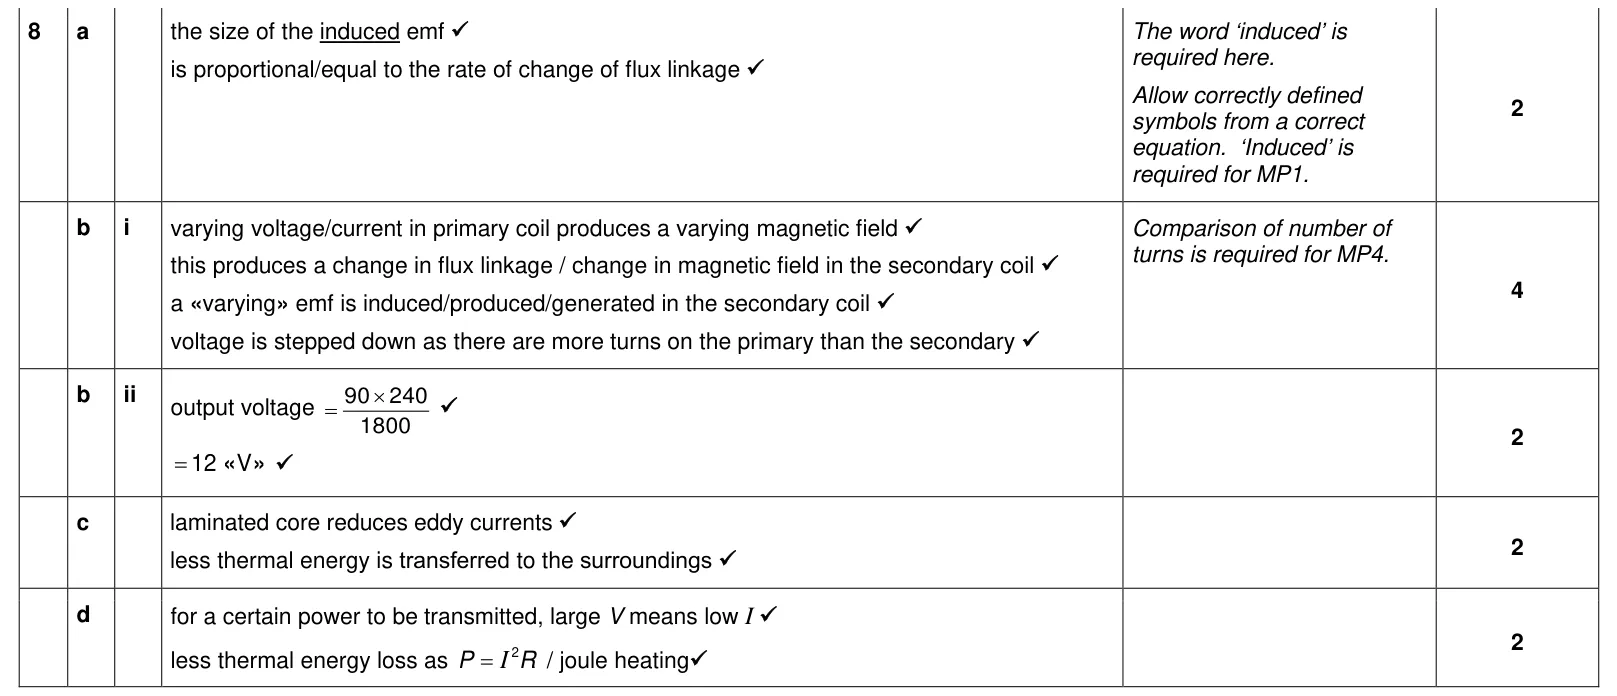 8 a the size of the induced emf ✓ The word ‘induced’ is
required here.
is proportional/equal to the rate of change of flux linkage ✓
Allow correctly defined
symbols from a correct
equation. ‘Induced’ is
required for MP1.
2
b i varying voltage/current in primary coil produces a varying magnetic field ✓
this produces a change in flux linkage / change in magnetic field in the secondary coil ✓
a «varying» emf is induced/produced/generated in the secondary coil ✓
voltage is stepped down as there are more turns on the primary than the secondary ✓
Comparison of number of
turns is required for MP4.
4
b ii output voltage = 90 × 240 / 1800 ✓
= 12 «V» ✓
2
c laminated core reduces eddy currents ✓
less thermal energy is transferred to the surroundings ✓
2
d for a certain power to be transmitted, large V means low I ✓
less thermal energy loss as P = I²R / joule heating✓
2